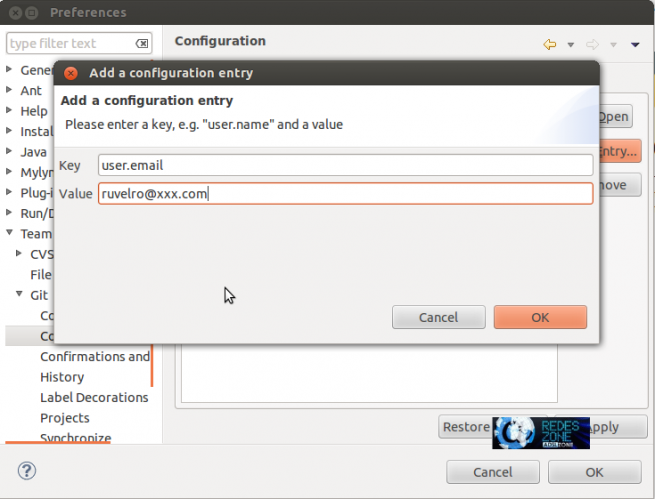 Preferences
type filter text
Configuration
Gener
Ant
Help
Instal
Java
Mylyn
Plug-i
Run/D
Team
CVS
File
Git
Co
Co
Confirmations and
History
Label Decorations
Projects
Synchronize
Add a configuration entry
Add a configuration entry
Please enter a key, e.g. "user.name" and a value
Key user.email
Value ruvelro@xxx.com
Cancel OK
Open
Entry...
move
Restore
Apply
REDES
ZONE
ADSLZONE
Cancel OK